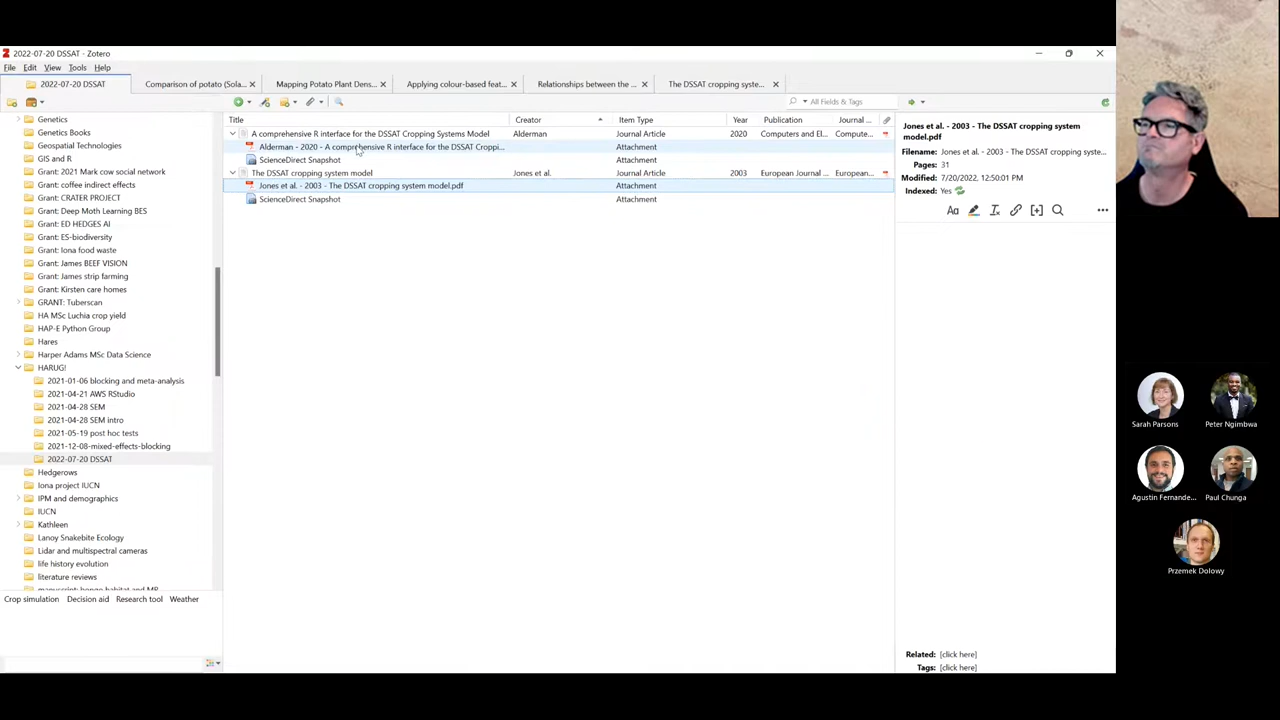 2022-07-20 DSSAT - Zotero
File Edit View Tools Help
2022-07-20 DSSAT
Comparison of potato (Sola...
Mapping Potato Plant Dens...
Applying colour-based feat...
Relationships between the ...
The DSSAT cropping syste...
All Fields & Tags
Genetics
Genetics Books
Geospatial Technologies
GIS and R
Grant: 2021 Mark cow social network
Grant: coffee indirect effects
Grant: CRATER PROJECT
Grant: Deep Moth Learning BES
Grant: ED HEDGES AI
Grant: ES-biodiversity
Grant: Iona food waste
Grant: James BEEF VISION
Grant: James strip farming
Grant: Kirsten care homes
GRANT: Tuberscan
HA MSc Luchia crop yield
HAP-E Python Group
Hares
Harper Adams MSc Data Science
HARUG!
2021-01-06 blocking and meta-analysis
2021-04-21 AWS RStudio
2021-04-28 SEM
2021-04-28 SEM intro
2021-05-19 post hoc tests
2021-12-08-mixed-effects-blocking
2022-07-20 DSSAT
Hedgerows
Iona project IUCN
IPM and demographics
IUCN
Kathleen
Lanoy Snakebite Ecology
Lidar and multispectral cameras
life history evolution
literature reviews
Crop simulation Decision aid Research tool Weather
Title Creator Item Type Year Publication Journal ...
A comprehensive R interface for the DSSAT Cropping Systems Model Alderman Journal Article 2020 Computers and El... Compute...
Alderman - 2020 - A comprehensive R interface for the DSSAT Croppi... Attachment
ScienceDirect Snapshot Attachment
The DSSAT cropping system model Jones et al. Journal Article 2003 European Journal ... European...
Jones et al. - 2003 - The DSSAT cropping system model.pdf Attachment
ScienceDirect Snapshot Attachment
Jones et al. - 2003 - The DSSAT cropping system
model.pdf
Filename: Jones et al. - 2003 - The DSSAT cropping syste...
Pages: 31
Modified: 7/20/2022, 12:50:01 PM
Indexed: Yes
Aa
Related: [click here]
Tags: [click here]
Sarah Parsons
Peter Ngimbwa
Agustin Fernande...
Paul Chunga
Przemek Dolowy